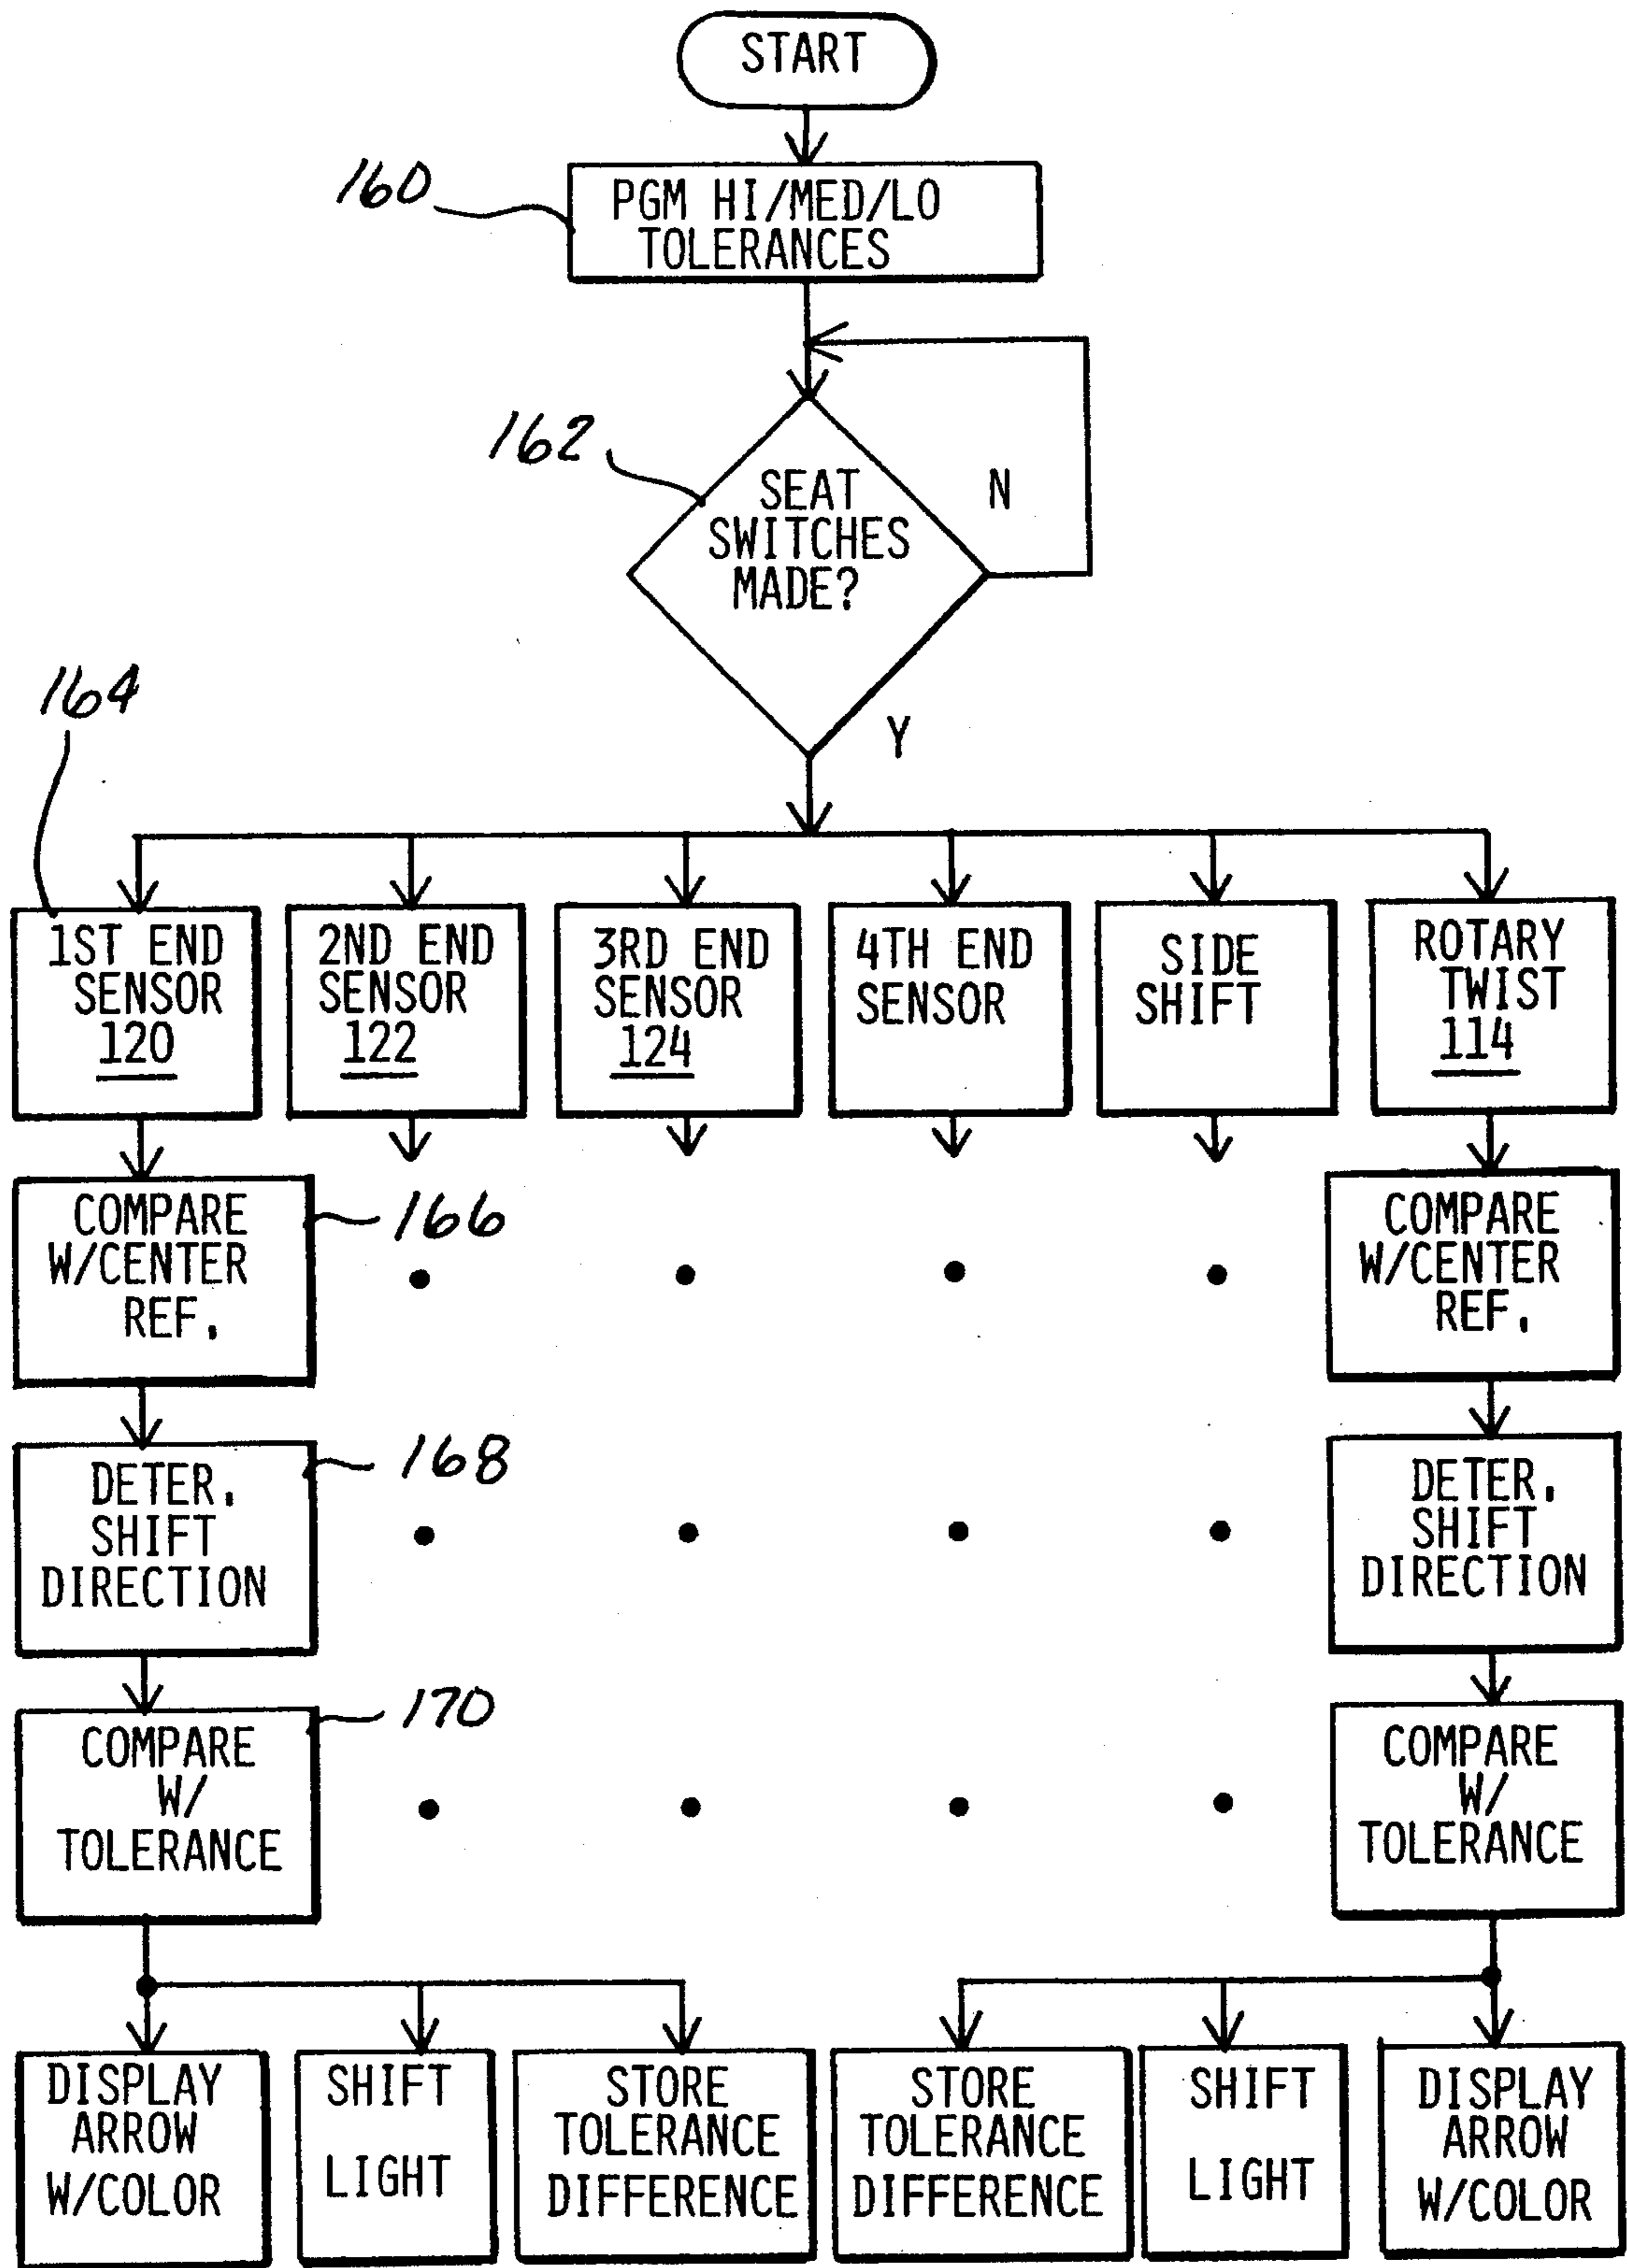 START
160
PGM HI/MED/LO
TOLERANCES
162
SEAT
SWITCHES
MADE?
N
Y
164
1ST END
SENSOR
120
2ND END
SENSOR
122
3RD END
SENSOR
124
4TH END
SENSOR
SIDE
SHIFT
ROTARY
TWIST
114
COMPARE
W/CENTER
REF.
166
COMPARE
W/CENTER
REF.
DETER.
SHIFT
DIRECTION
168
DETER.
SHIFT
DIRECTION
COMPARE
W/
TOLERANCE
170
COMPARE
W/
TOLERANCE
DISPLAY
ARROW
W/COLOR
SHIFT
LIGHT
STORE
TOLERANCE
DIFFERENCE
STORE
TOLERANCE
DIFFERENCE
SHIFT
LIGHT
DISPLAY
ARROW
W/COLOR